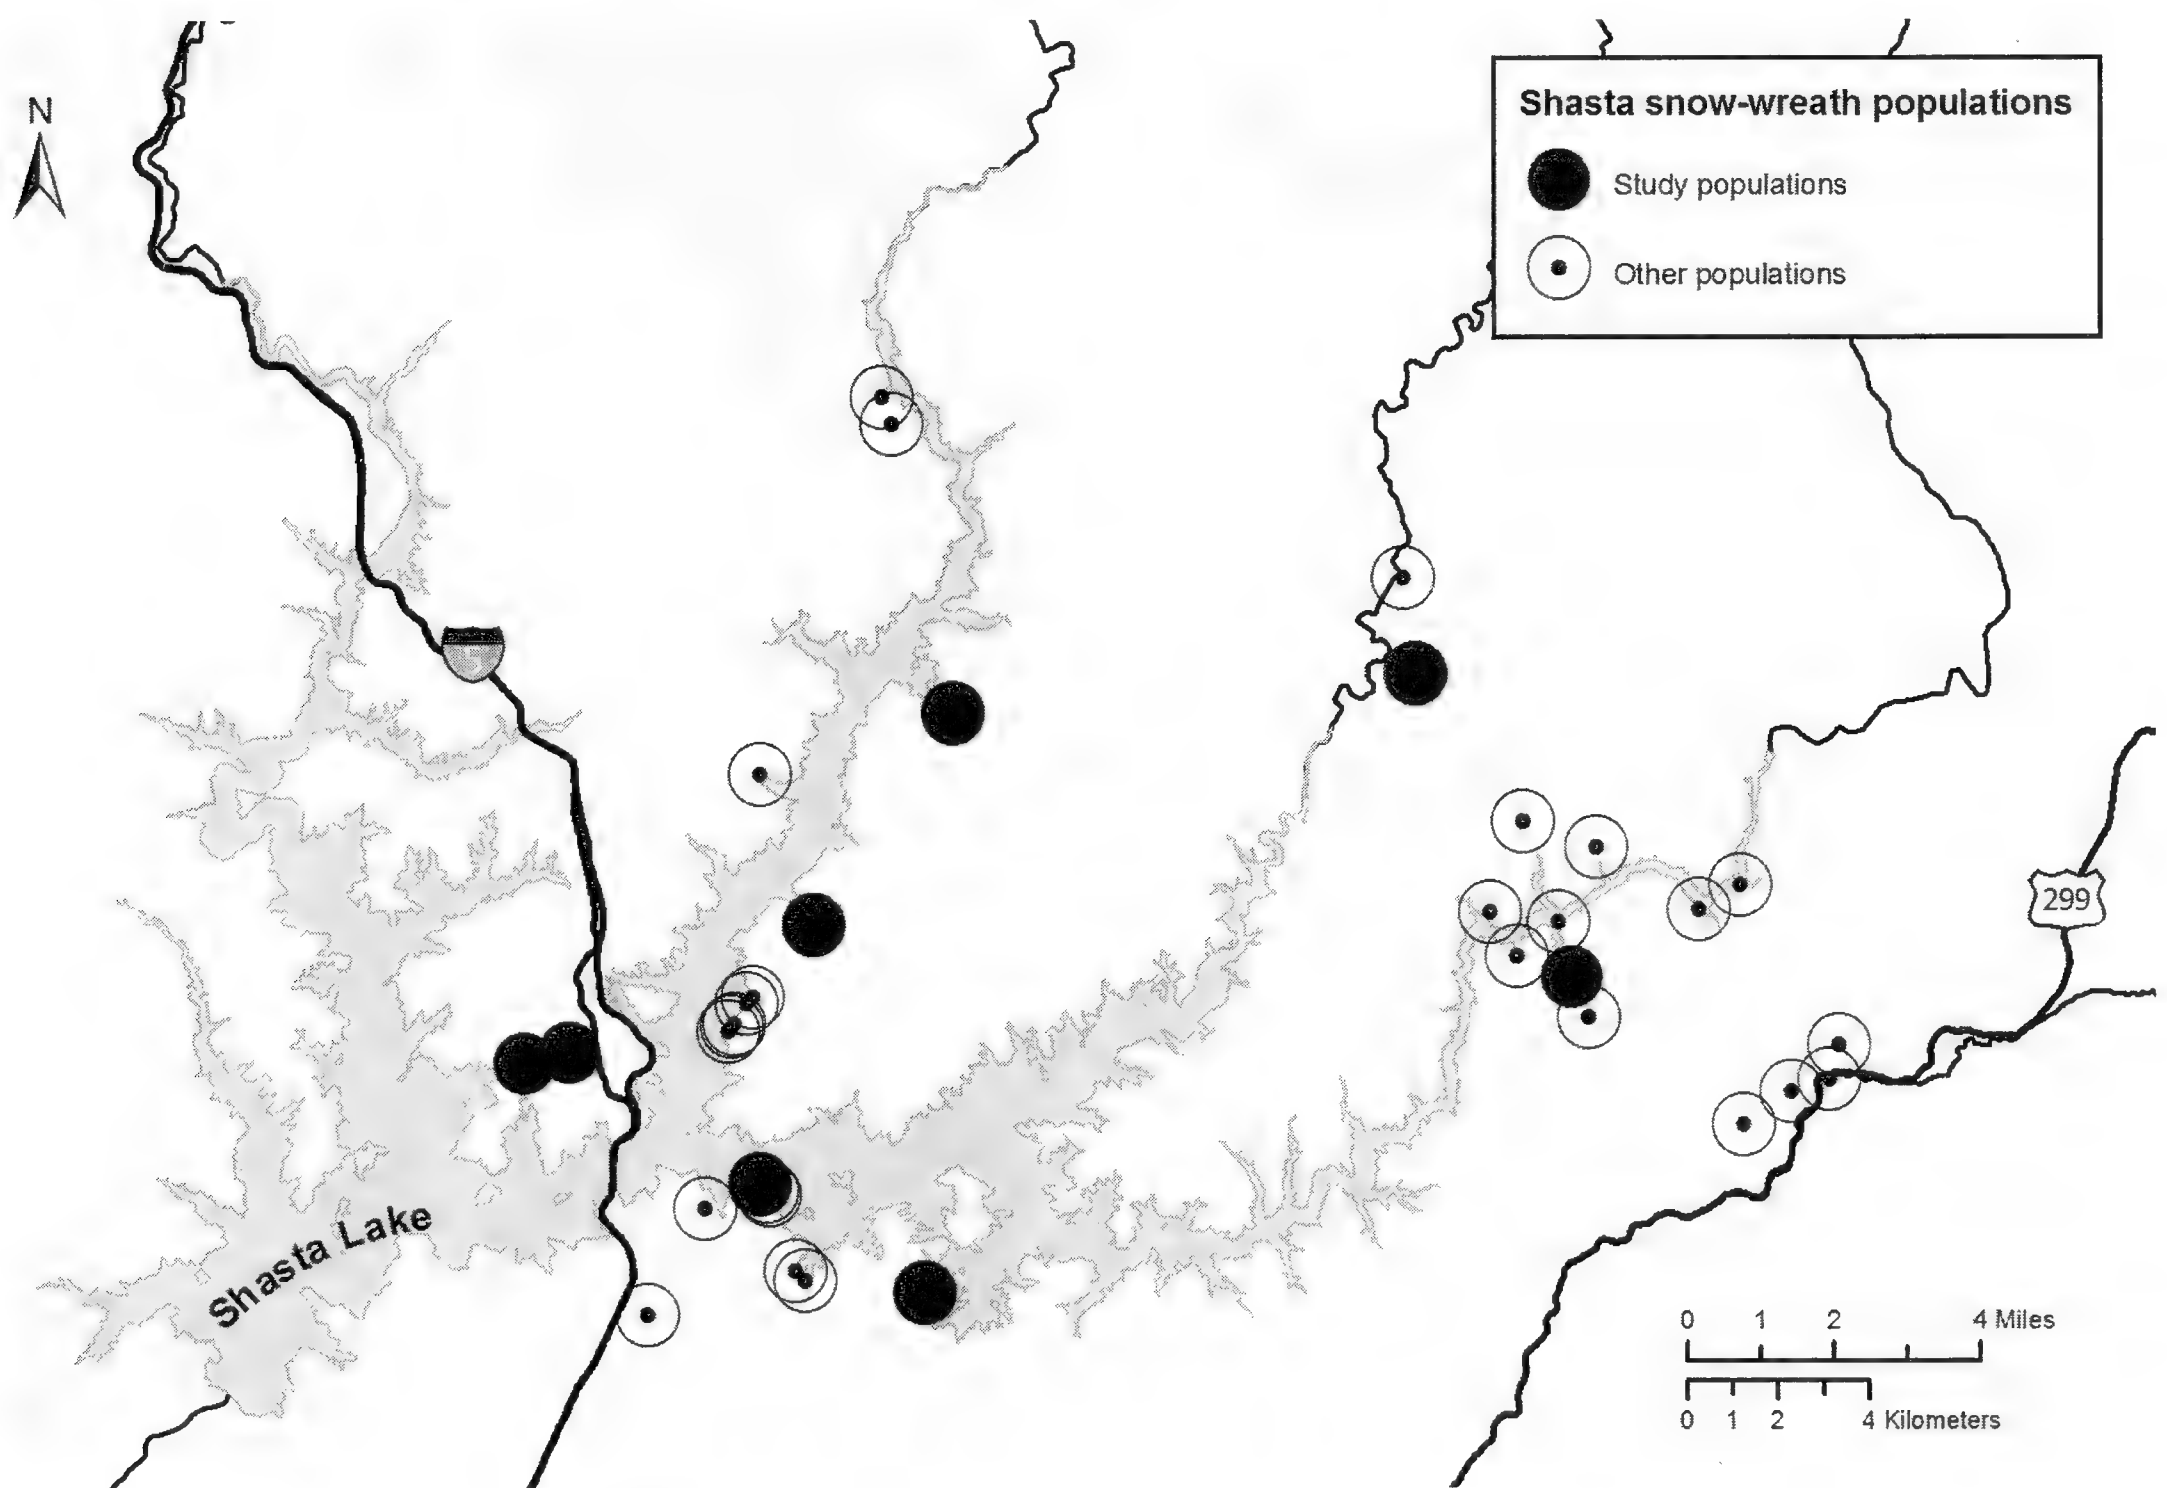 N
Shasta snow-wreath populations
Study populations
Other populations
5
299
Shasta Lake
0 1 2 4 Miles
0 1 2 4 Kilometers